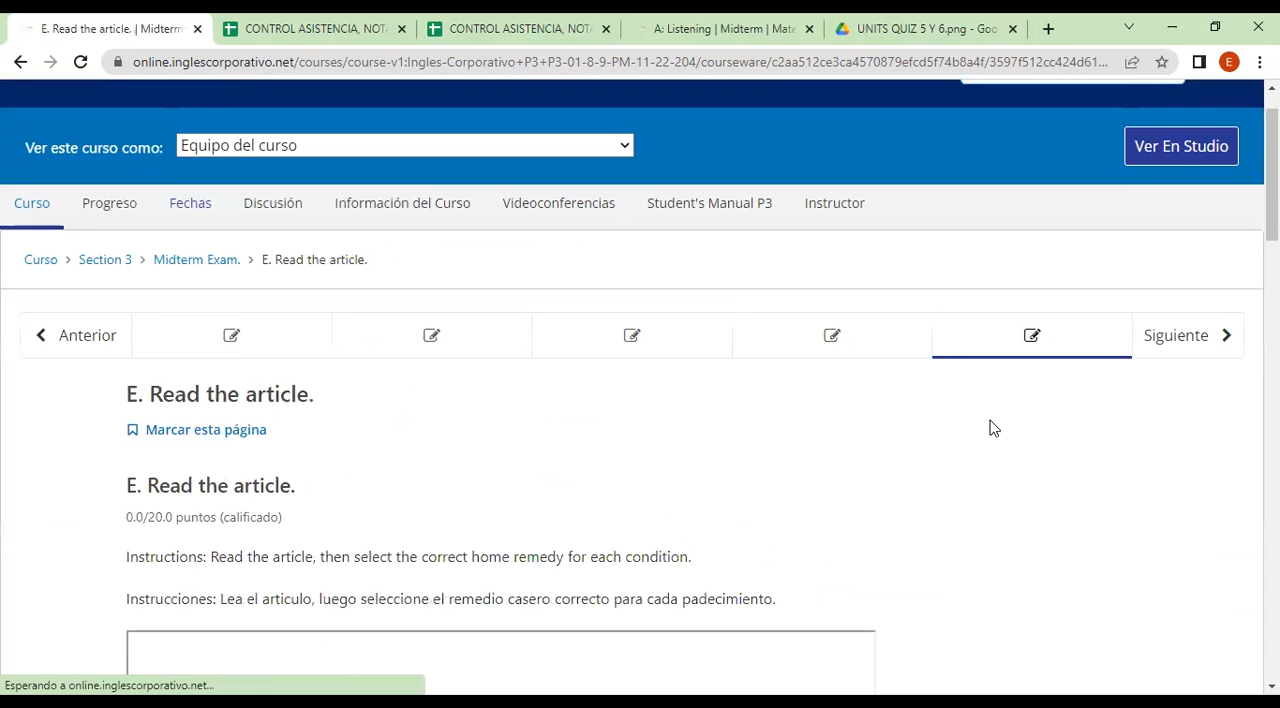 E. Read the article. | Midterm
CONTROL ASISTENCIA, NOTA
CONTROL ASISTENCIA, NOTA
A: Listening | Midterm | Mate
UNITS QUIZ 5 Y 6.png - Goo
online.inglescorporativo.net/courses/course-v1:Ingles-Corporativo+P3+P3-01-8-9-PM-11-22-204/courseware/c2aa512ce3ca4570879efcd5f74b8a4f/3597f512cc424d61...
E
Ver este curso como:
Equipo del curso
Ver En Studio
Curso
Progreso
Fechas
Discusión
Información del Curso
Videoconferencias
Student's Manual P3
Instructor
Curso > Section 3 > Midterm Exam. > E. Read the article.
Anterior
Siguiente
E. Read the article.
Marcar esta página
E. Read the article.
0.0/20.0 puntos (calificado)
Instructions: Read the article, then select the correct home remedy for each condition.
Instrucciones: Lea el articulo, luego seleccione el remedio casero correcto para cada padecimiento.
Esperando a online.inglescorporativo.net...